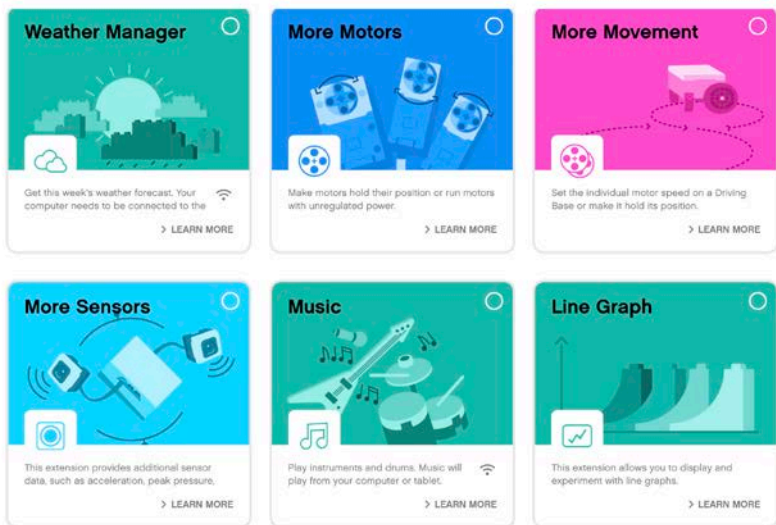 Weather Manager
Get this week's weather forecast. Your
computer needs to be connected to the
> LEARN MORE
More Motors
Make motors hold their position or run motors
with unregulated power.
> LEARN MORE
More Movement
Set the individual motor speed on a Driving
Base or make it hold its position.
> LEARN MORE
More Sensors
This extension provides additional sensor
data, such as acceleration, peak pressure,
> LEARN MORE
Music
Play instruments and drums. Music will
play from your computer or tablet.
> LEARN MORE
Line Graph
This extension allows you to display and
experiment with line graphs.
> LEARN MORE